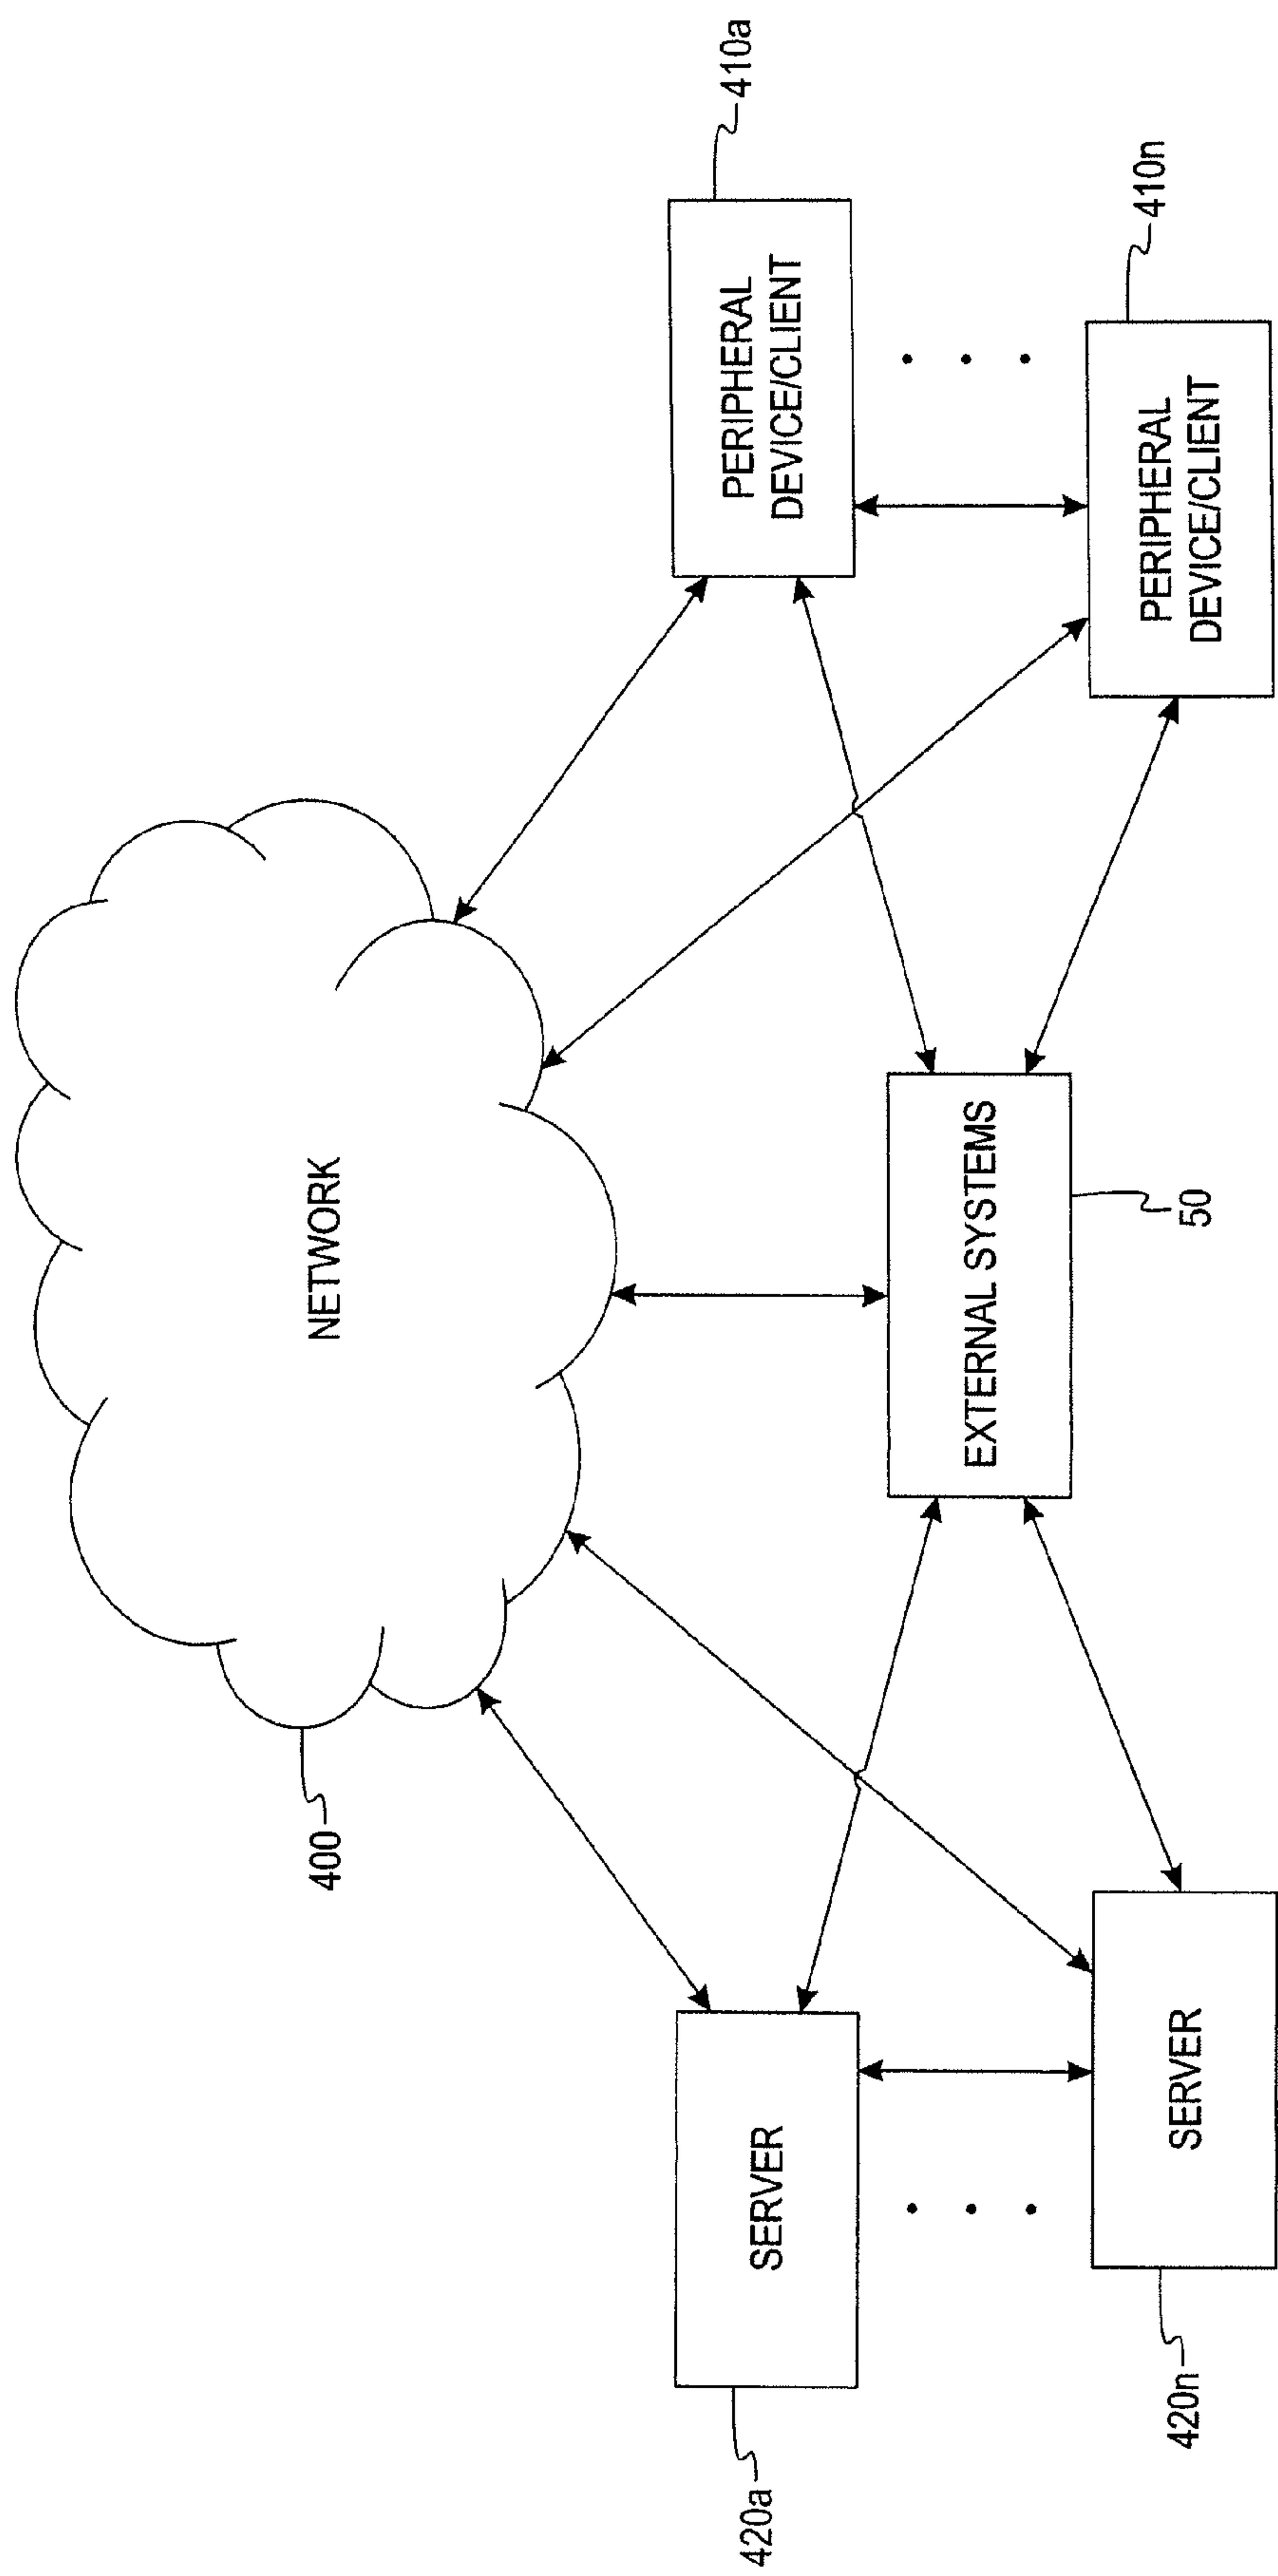 NETWORK
400
SERVER
420a
SERVER
420n
EXTERNAL SYSTEMS
50
PERIPHERAL
DEVICE/CLIENT
410a
PERIPHERAL
DEVICE/CLIENT
410n